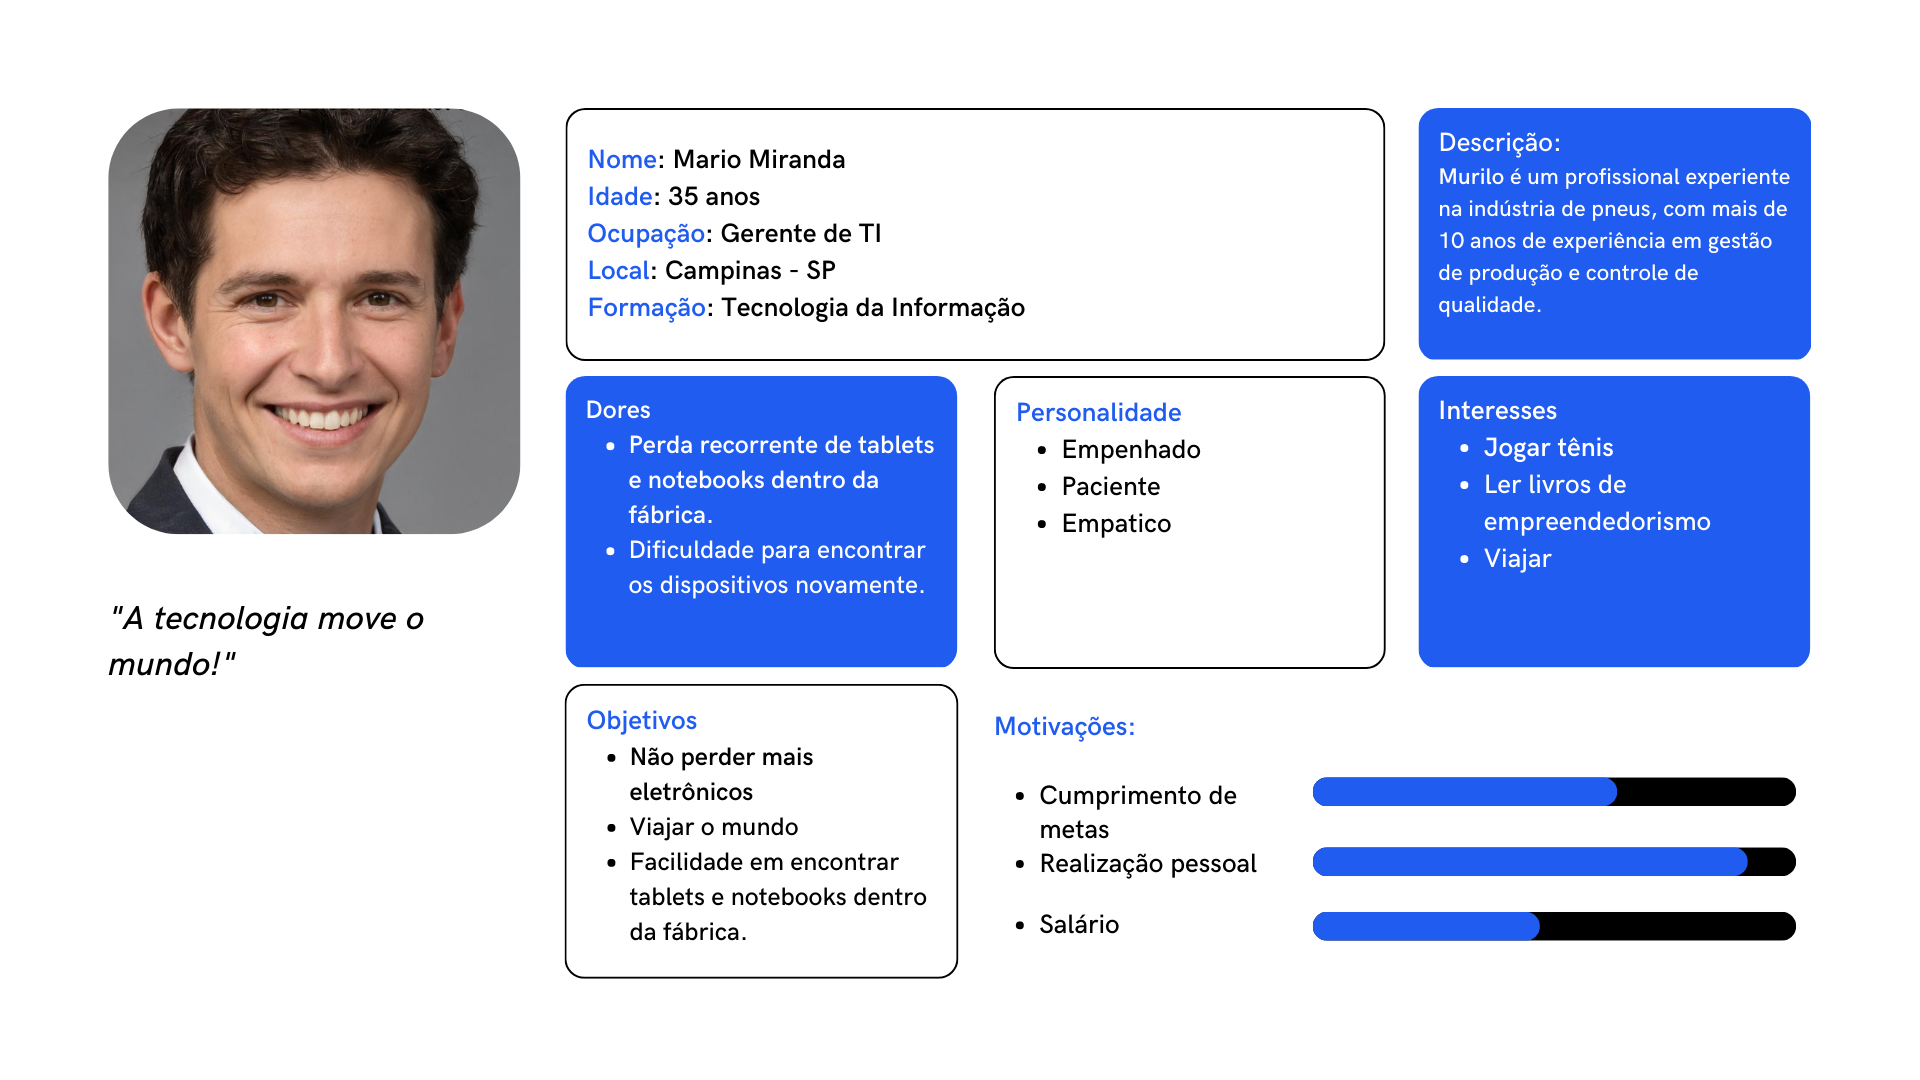 "A tecnologia move o
mundo!"
Nome: Mario Miranda
Idade: 35 anos
Ocupação: Gerente de TI
Local: Campinas - SP
Formação: Tecnologia da Informação
Descrição:
Murilo é um profissional experiente
na indústria de pneus, com mais de
10 anos de experiência em gestão
de produção e controle de
qualidade.
Dores
• Perda recorrente de tablets
e notebooks dentro da
fábrica.
• Dificuldade para encontrar
os dispositivos novamente.
Personalidade
• Empenhado
• Paciente
• Empatico
Interesses
• Jogar tênis
• Ler livros de
empreendedorismo
• Viajar
Objetivos
• Não perder mais
eletrônicos
• Viajar o mundo
• Facilidade em encontrar
tablets e notebooks dentro
da fábrica.
Motivações:
• Cumprimento de
metas
• Realização pessoal
• Salário